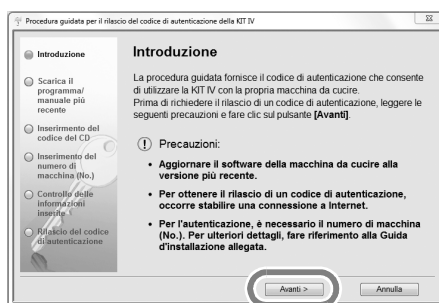 Procedura guidata per il rilascio del codice di autenticazione della KIT IV
Introduzione
Scarica il
programma/
manuale più
recente
Inserimento del
codice del CD
Inserimento del
numero di
macchina (No.)
Controllo delle
informazioni
inserite
Rilascio del codice
di autenticazione
Introduzione
La procedura guidata fornisce il codice di autenticazione che consente
di utilizzare la KIT IV con la propria macchina da cucire.
Prima di richiedere il rilascio di un codice di autenticazione, leggere le
seguenti precauzioni e fare clic sul pulsante [Avanti].
Precauzioni:
• Aggiornare il software della macchina da cucire alla
versione più recente.
• Per ottenere il rilascio di un codice di autenticazione,
occorre stabilire una connessione a Internet.
• Per l'autenticazione, è necessario il numero di macchina
(No.). Per ulteriori dettagli, fare riferimento alla Guida
d'installazione allegata.
Avanti >
Annulla